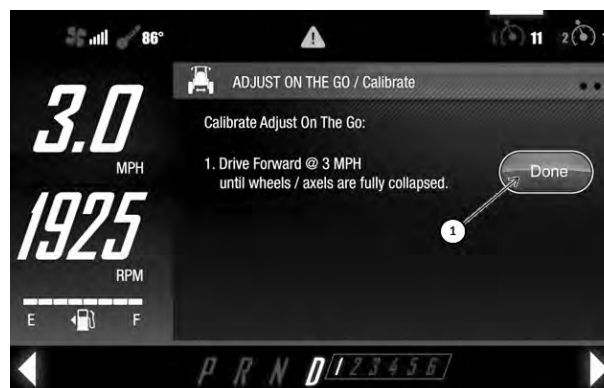 86°
11
2
1
3.0
MPH
1925
RPM
E F
ADJUST ON THE GO / Calibrate
Calibrate Adjust On The Go:
1. Drive Forward @ 3 MPH
until wheels / axels are fully collapsed.
Done
1
P R N D 1 2 3 4 5 6